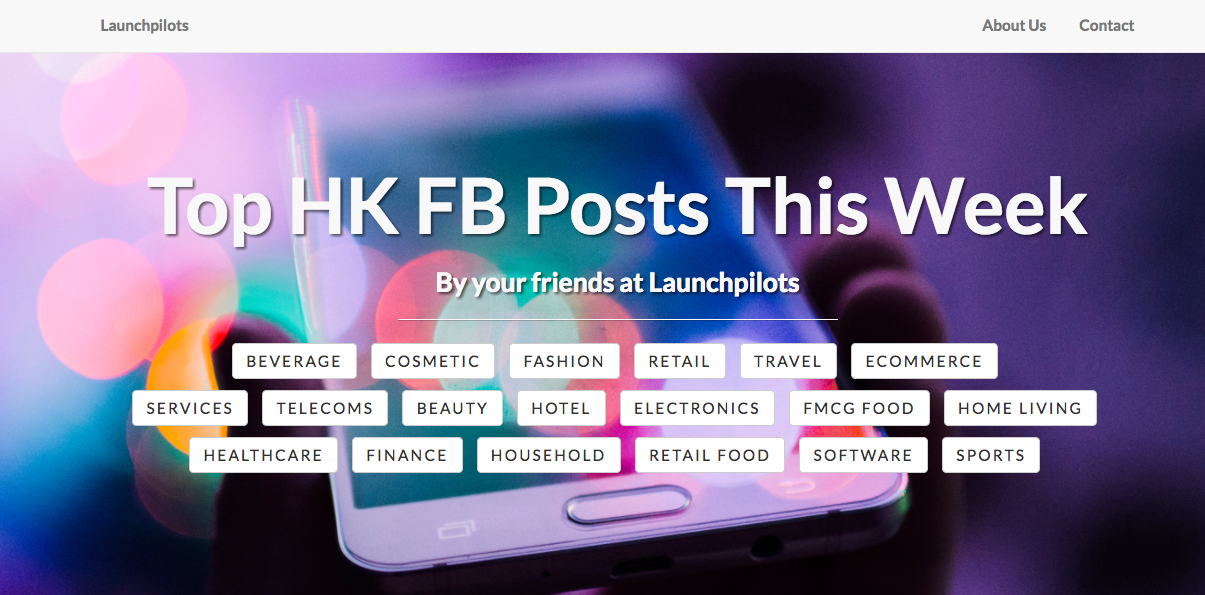 Launchpilots About Us Contact
Top HK FB Posts This Week
By your friends at Launchpilots
BEVERAGE COSMETIC FASHION RETAIL TRAVEL ECOMMERCE
SERVICES TELECOMS BEAUTY HOTEL ELECTRONICS FMCG FOOD HOME LIVING
HEALTHCARE FINANCE HOUSEHOLD RETAIL FOOD SOFTWARE SPORTS